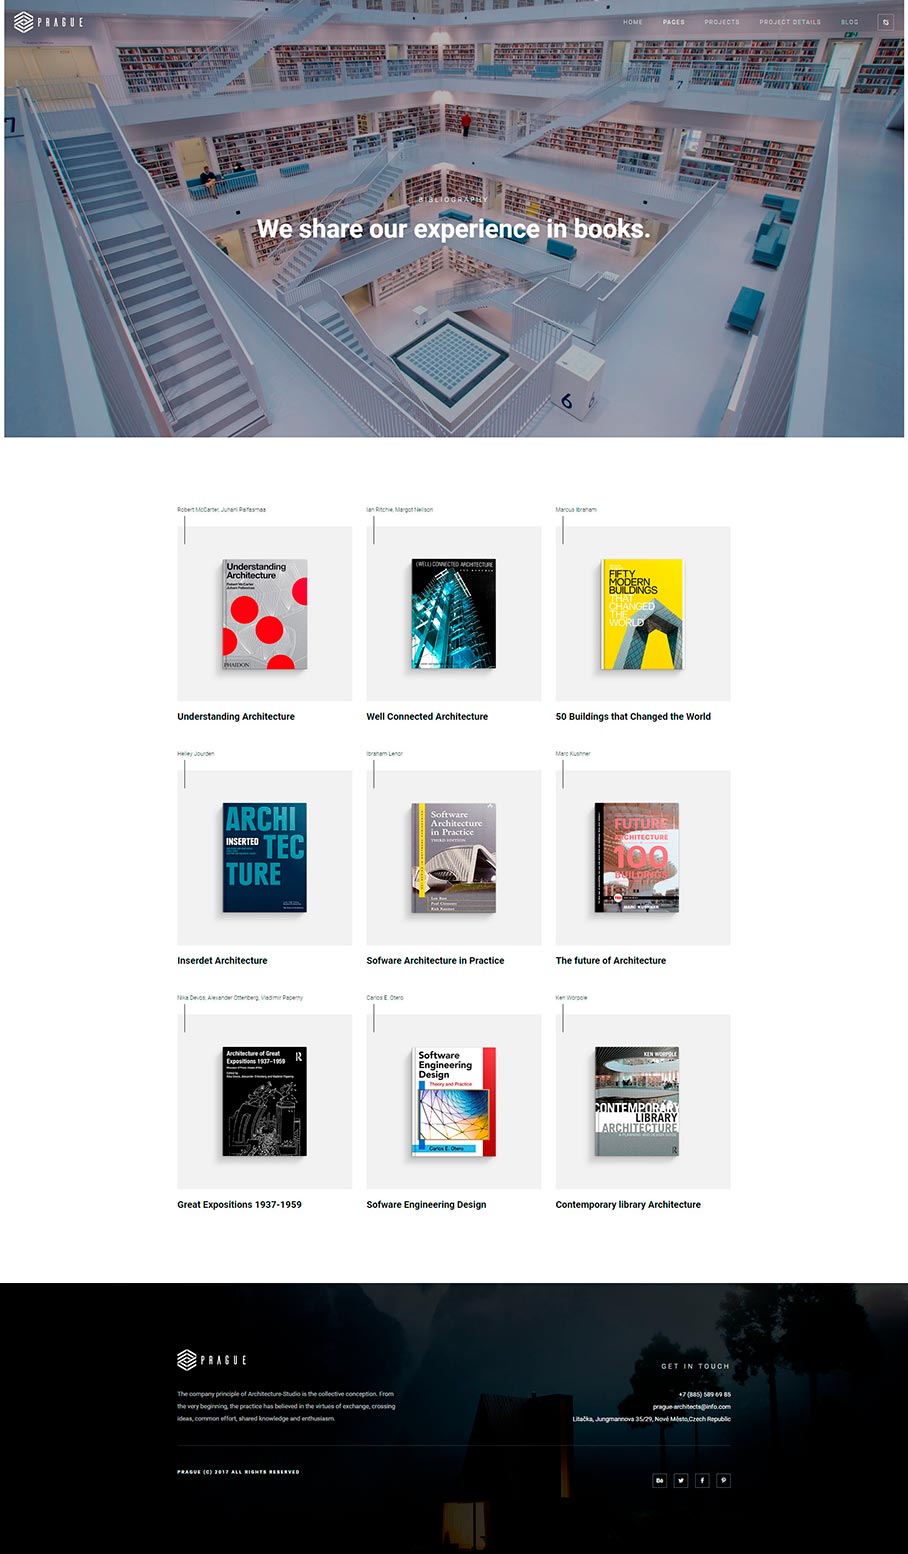 PRAGUE
HOME PAGES PROJECTS PROJECT DETAILS BLOG
7
7
6
BIBLIOGRAPHY
We share our experience in books.
Robert McCarter, Juhani Palfasmaa
Understanding
Architecture
Robert McCarter
Juhani Pallasmaa
PHAIDON
Understanding Architecture
Ian Ritchie, Margot Neilson
(WELL) CONNECTED ARCHITECTURE
Well Connected Architecture
Marcus Ibraham
FIFTY
MODERN
BUILDINGS
THAT
CHANGED
THE
WORLD
50 Buildings that Changed the World
Helley Jourden
ARCHI
INSERTED TEC
TURE
Inserdet Architecture
Ibraham Lenor
Software
Architecture
in Practice
THIRD EDITION
Len Bass
Paul Clements
Rick Kazman
Sofware Architecture in Practice
Marc Kushner
FUTURE
ARCHITECTURE
100
BUILDINGS
MARC KUSHNER
The future of Architecture
Nika Devos, Alexander Ottenberg, Vladimir Paperny
Architecture of Great
Expositions 1937–1959
R
Great Expositions 1937-1959
Carlos E. Otero
Software
Engineering
Design
Theory and Practice
Carlos E. Otero
Sofware Engineering Design
Ken Worpole
KEN WORPOLE
CONTEMPORARY
LIBRARY
ARCHITECTURE
A PLANNING AND DESIGN GUIDE
R
Contemporary library Architecture
PRAGUE
The company principle of Architecture-Studio is the collective conception. From
the very beginning, the practice has believed in the virtues of exchange, crossing
ideas, common effort, shared knowledge and enthusiasm.
GET IN TOUCH
+7 (885) 589 69 85
prague-architects@info.com
Litačka, Jungmannova 35/29, Nové Město,Czech Republic
PRAGUE (C) 2017 ALL RIGHTS RESERVED